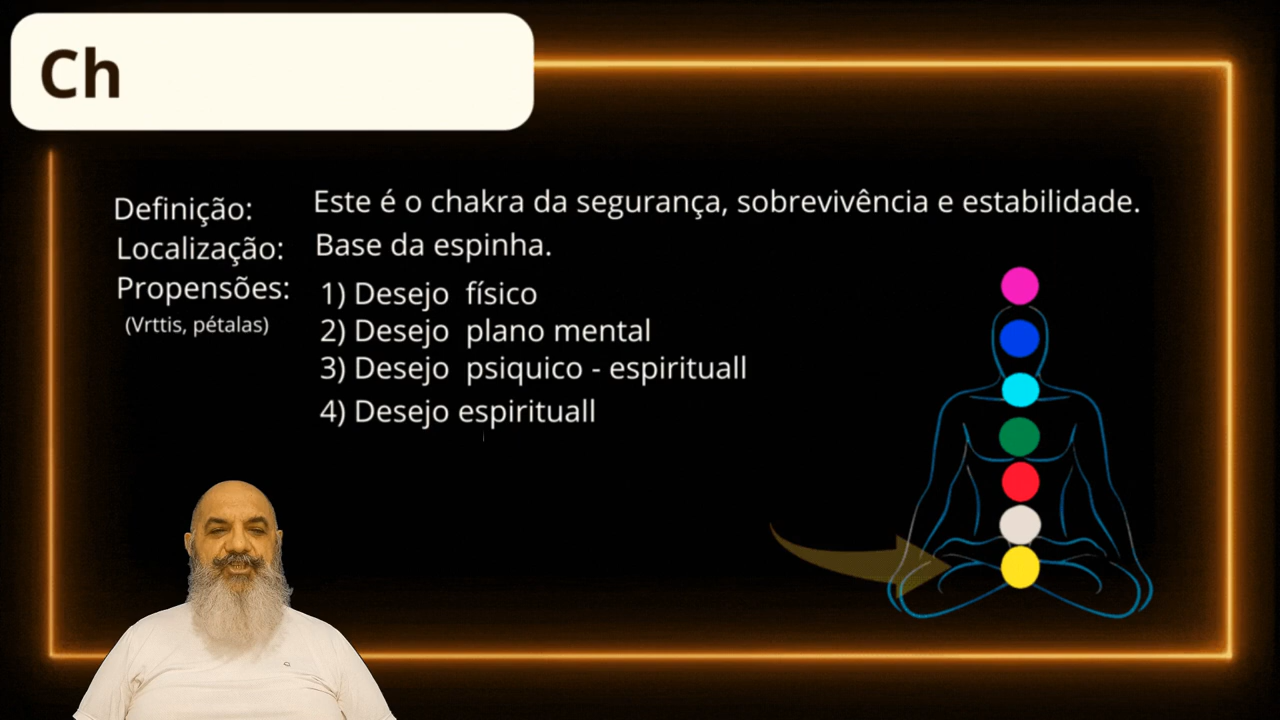 Ch
Definição: Este é o chakra da segurança, sobrevivência e estabilidade.
Localização: Base da espinha.
Propensões: 1) Desejo físico
(Vrttis, pétalas)
2) Desejo plano mental
3) Desejo psiquico - espirituall
4) Desejo espirituall